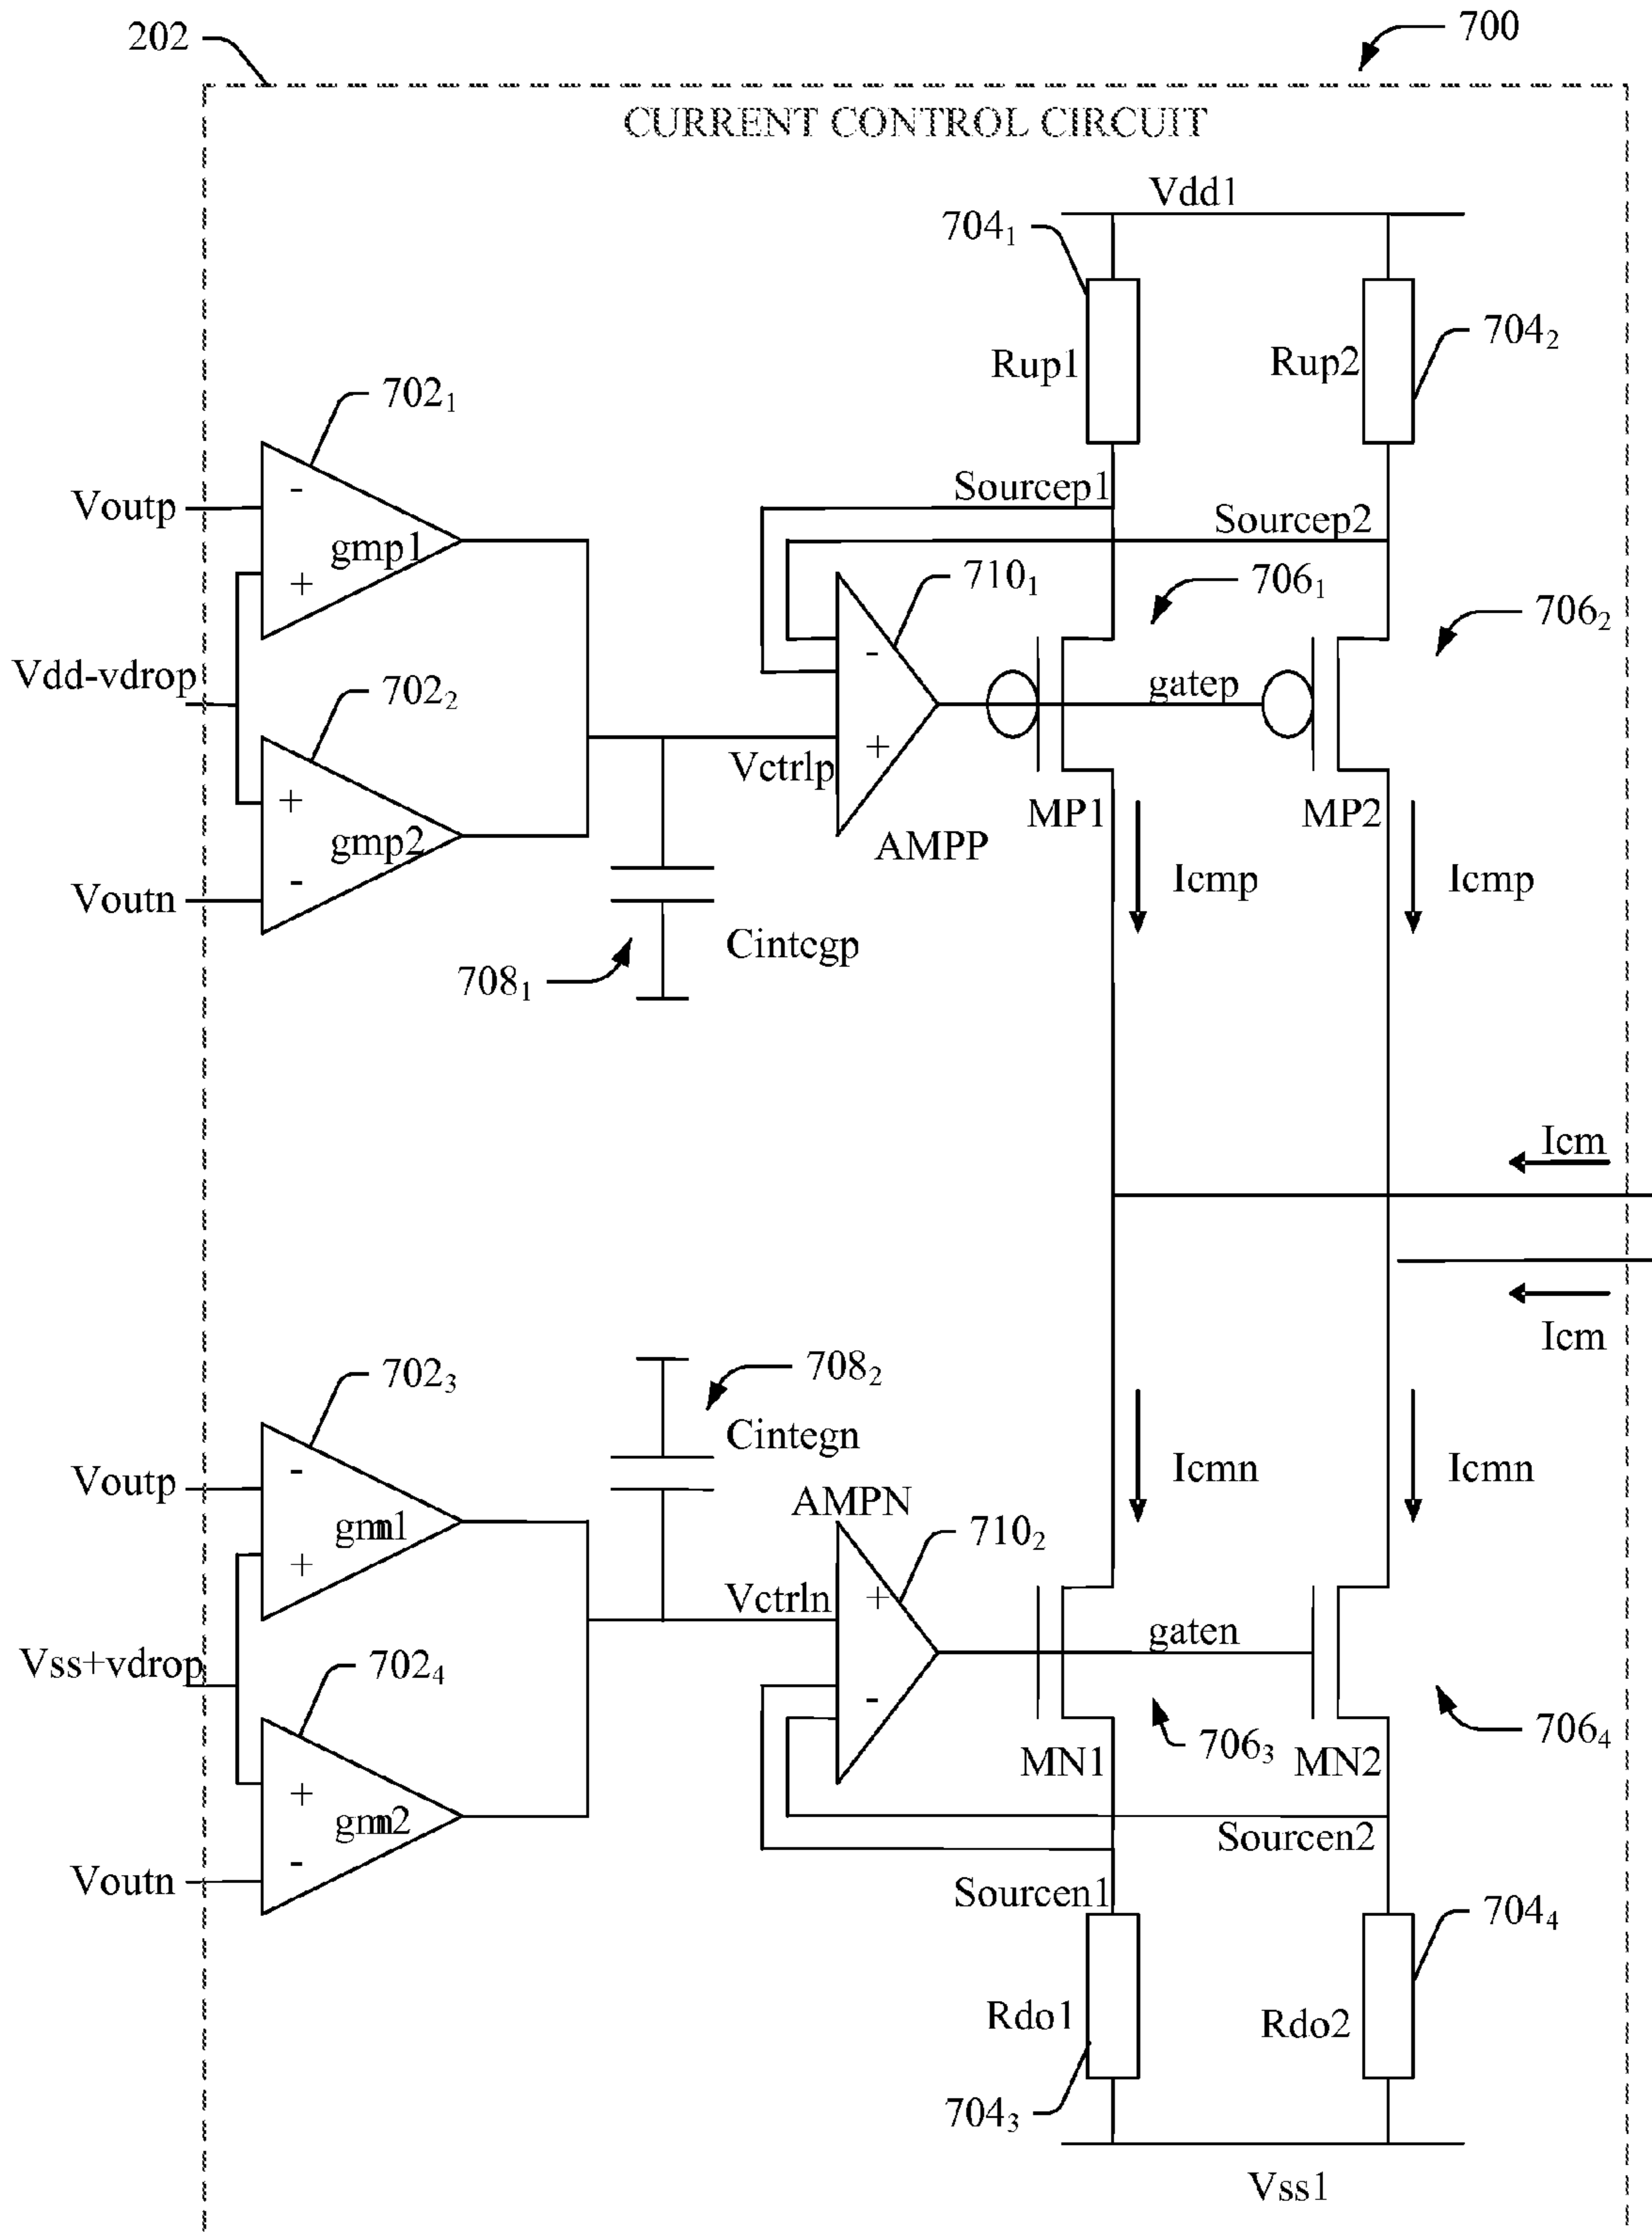 202
700
CURRENT CONTROL CIRCUIT
Vdd1
704₁
704₂
Rup1
Rup2
702₁
Voutp
-
gmp1
+
Sourcep1
Sourcep2
710₁
706₁
706₂
Vdd-vdrop
702₂
-
gatep
Vctrlp
+
+
gmp2
-
Voutn
AMPP
MP1
MP2
Icmp
Icmp
Cintcgp
708₁
Icm
Icm
702₃
708₂
Cintegn
Voutp
-
gmn1
+
AMPN
710₂
Icmn
Icmn
Vctrln
+
gaten
Vss+vdrop
702₄
-
706₃
706₄
MN1
MN2
+
gmn2
-
Voutn
Sourcen2
Sourcen1
704₄
Rdo1
Rdo2
704₃
Vss1